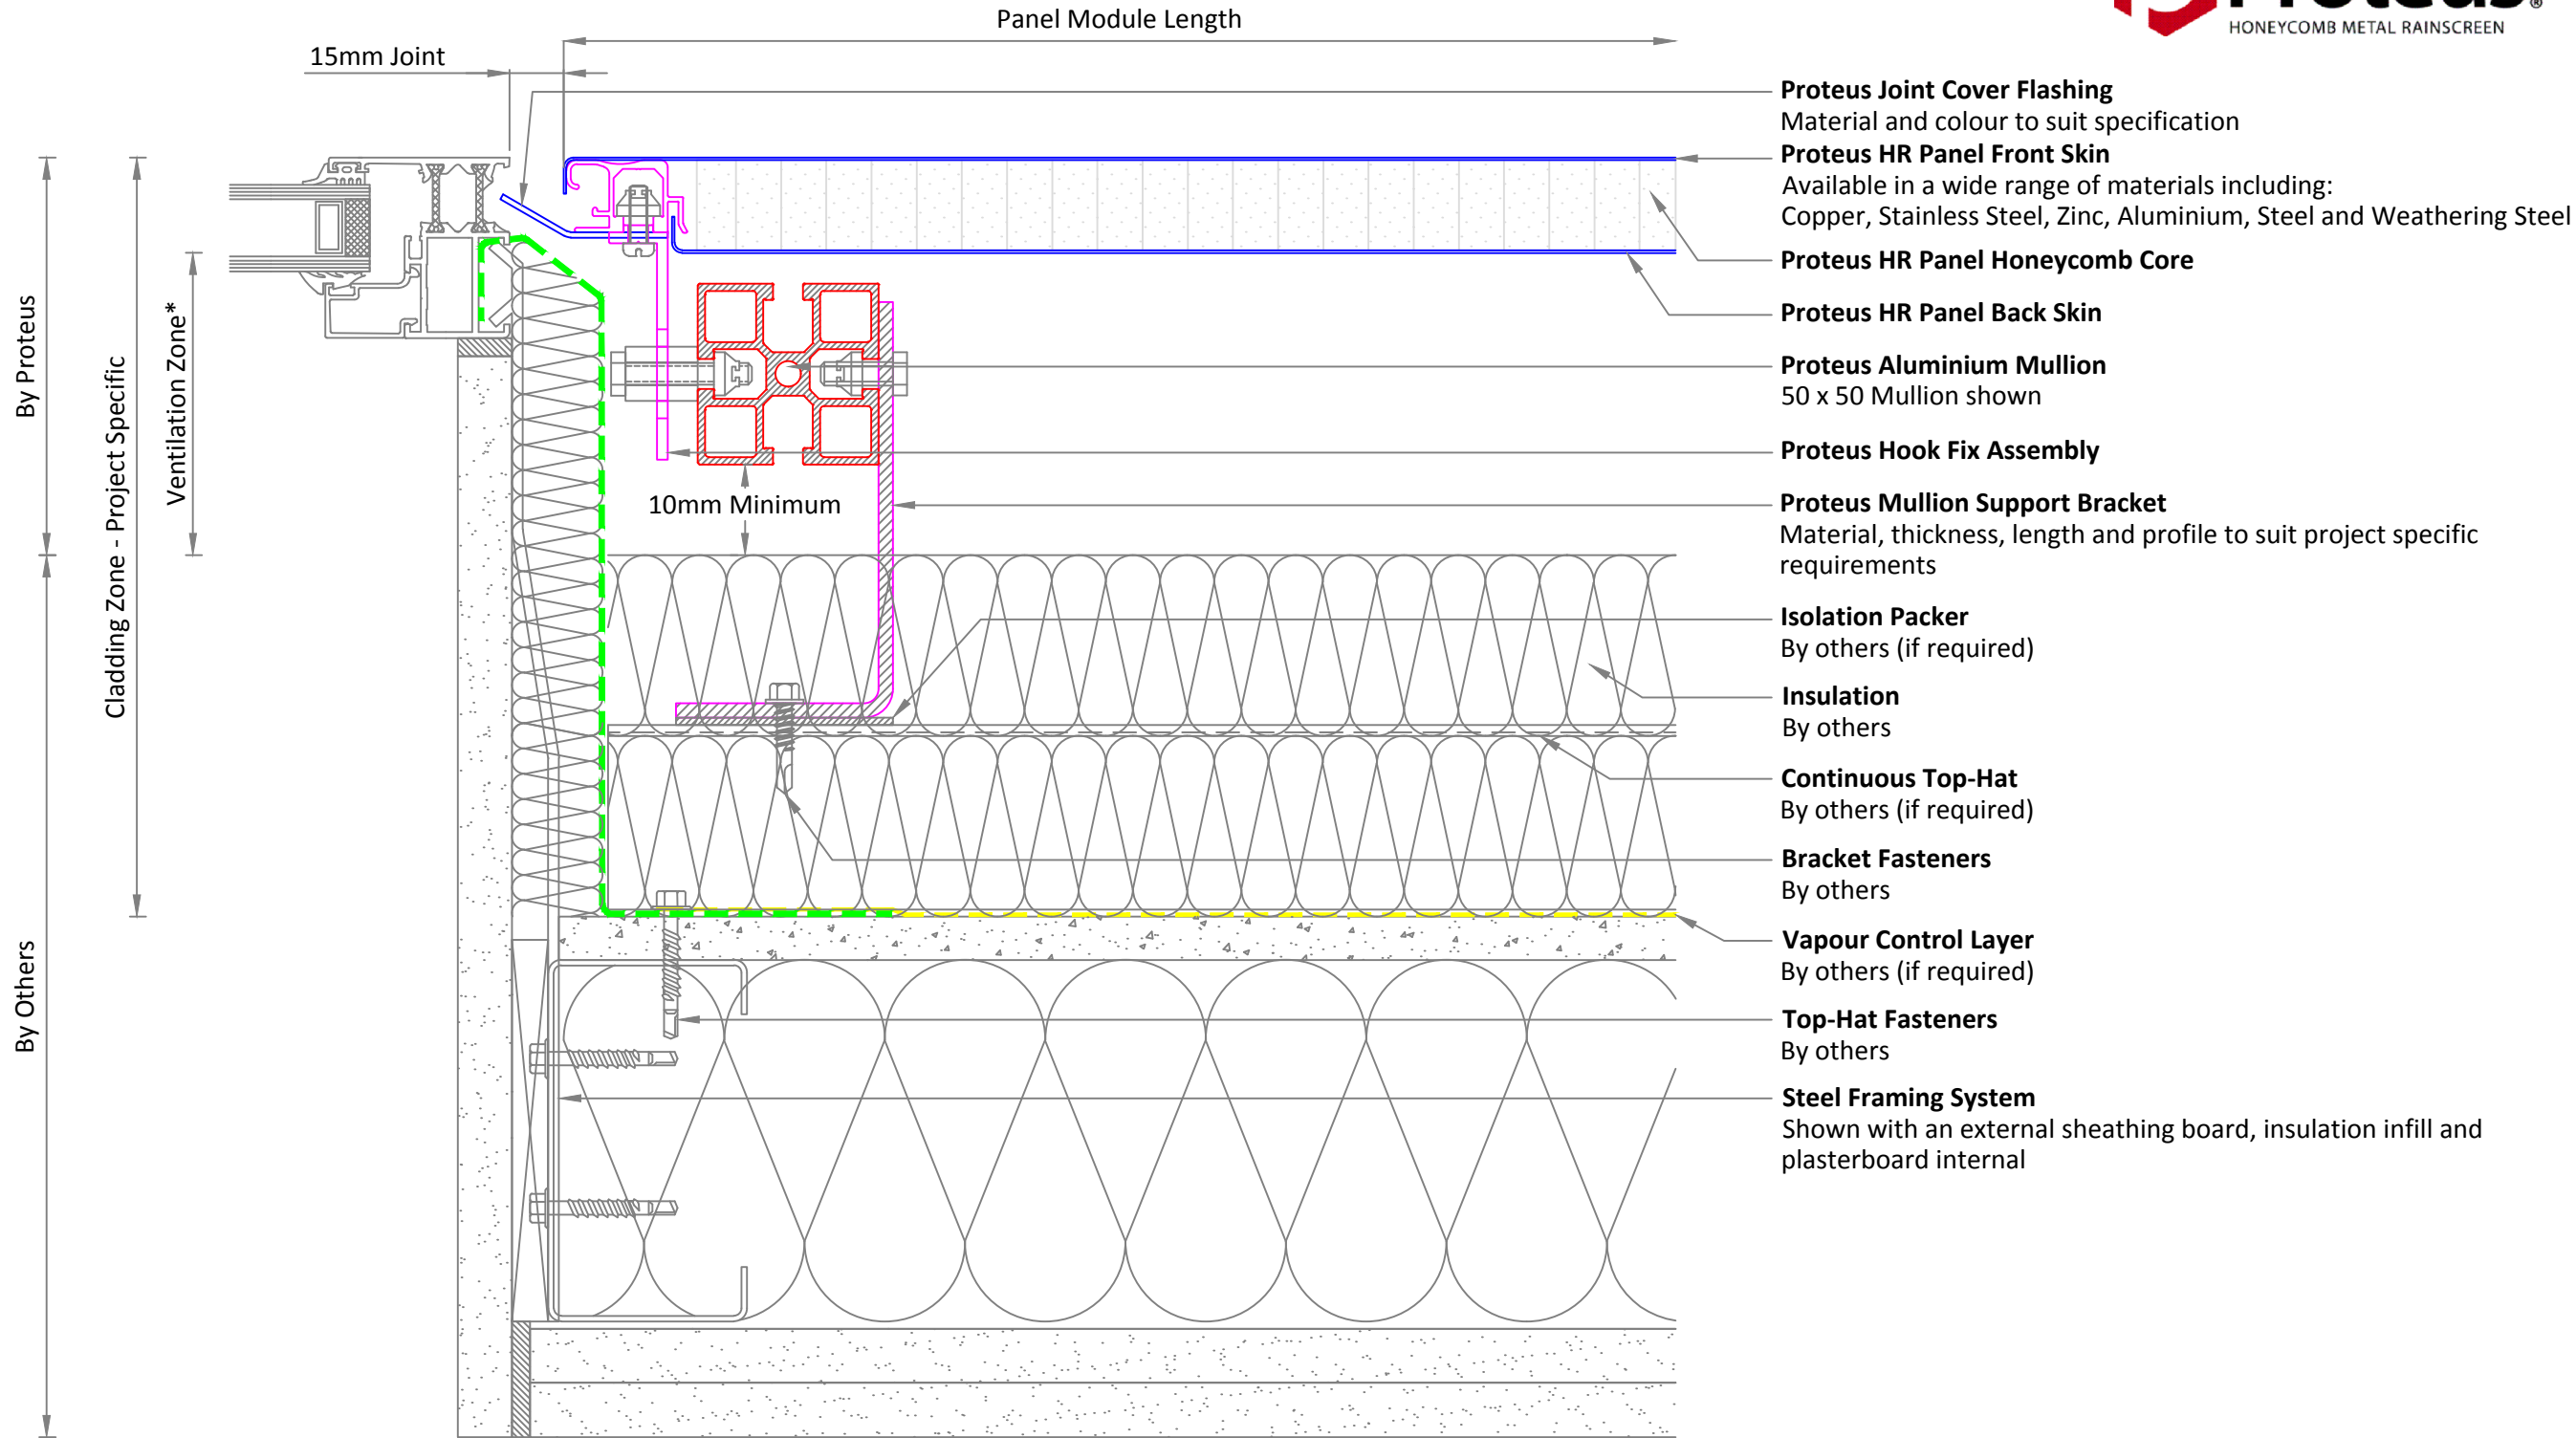 Panel Module Length
Proteus®
HONEYCOMB METAL RAINSCREEN
15mm Joint
Proteus Joint Cover Flashing
Material and colour to suit specification
Proteus HR Panel Front Skin
Available in a wide range of materials including:
Copper, Stainless Steel, Zinc, Aluminium, Steel and Weathering Steel
Proteus HR Panel Honeycomb Core
Proteus HR Panel Back Skin
Proteus Aluminium Mullion
50 x 50 Mullion shown
Proteus Hook Fix Assembly
Proteus Mullion Support Bracket
Material, thickness, length and profile to suit project specific
requirements
Isolation Packer
By others (if required)
Insulation
By others
Continuous Top-Hat
By others (if required)
Bracket Fasteners
By others
Vapour Control Layer
By others (if required)
Top-Hat Fasteners
By others
Steel Framing System
Shown with an external sheathing board, insulation infill and
plasterboard internal
By Proteus
Cladding Zone - Project Specific
Ventilation Zone*
10mm Minimum
By Others